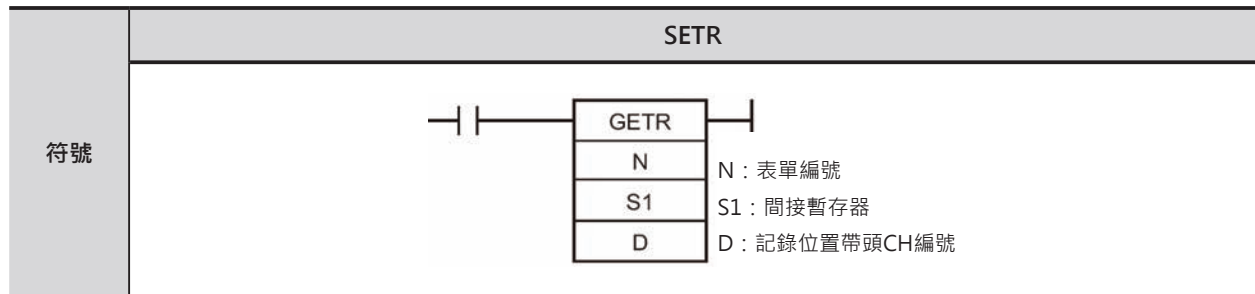 SETR
符號
GETR
N
S1
D
N：表單編號
S1：間接暫存器
D：記錄位置帶頭CH編號